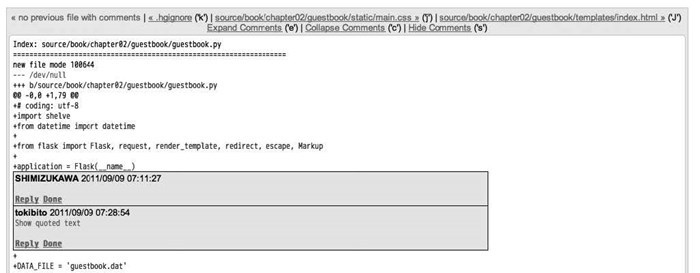 « no previous file with comments | « .hgignore ('k') | source/book/chapter02/guestbook/static/main.css » ('j') | source/book/chapter02/guestbook/templates/index.html » ('J')
Expand Comments ('e') | Collapse Comments ('c') | Hide Comments ('s')
Index: source/book/chapter02/guestbook/guestbook.py
===================================================================
new file mode 100644
--- /dev/null
+++ b/source/book/chapter02/guestbook/guestbook.py
@@ -0,0 +1,79 @@
+# coding: utf-8
+import shelve
+from datetime import datetime
+
+from flask import Flask, request, render_template, redirect, escape, Markup
+
+application = Flask(__name__)
SHIMIZUKAWA 2011/09/09 07:11:27
Reply Done
tokibito 2011/09/09 07:28:54
Show quoted text
Reply Done
+
+DATA_FILE = 'guestbook.dat'